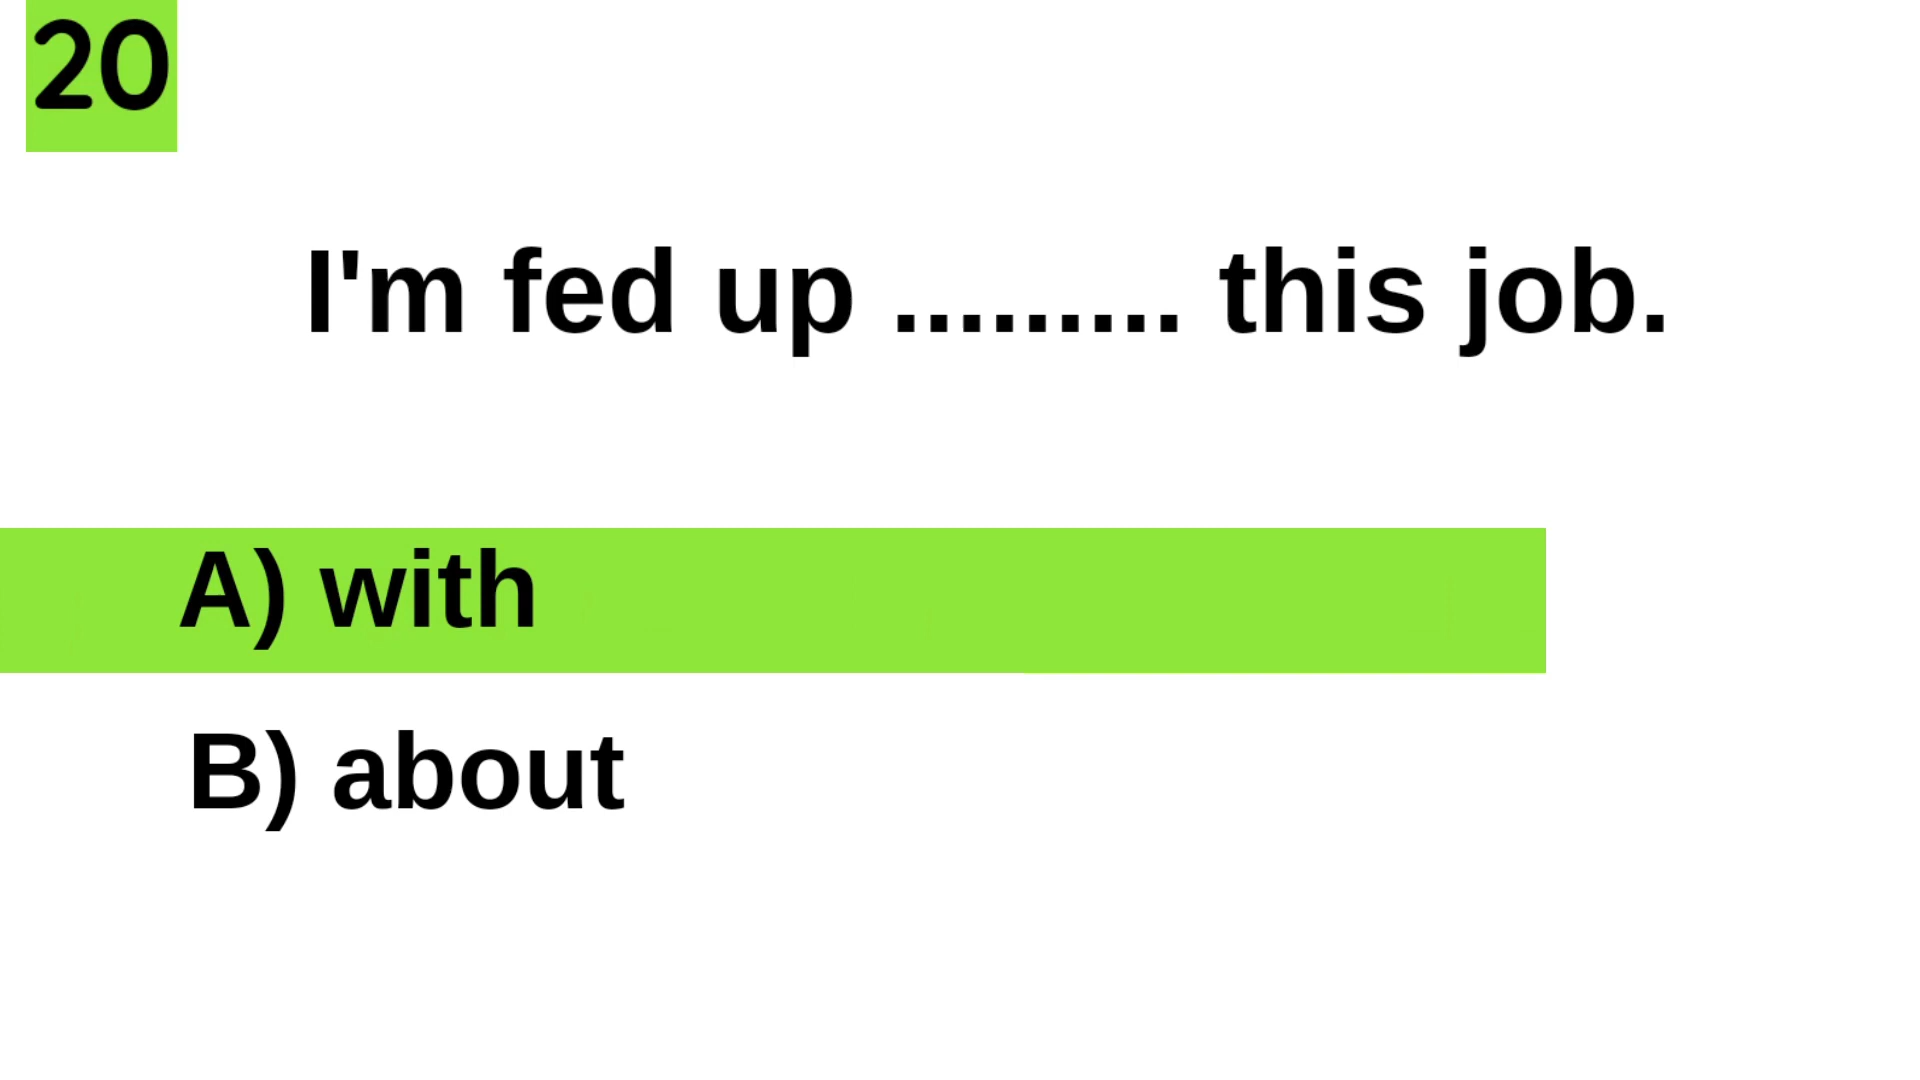 20
I'm fed up ......... this job.
A) with
B) about